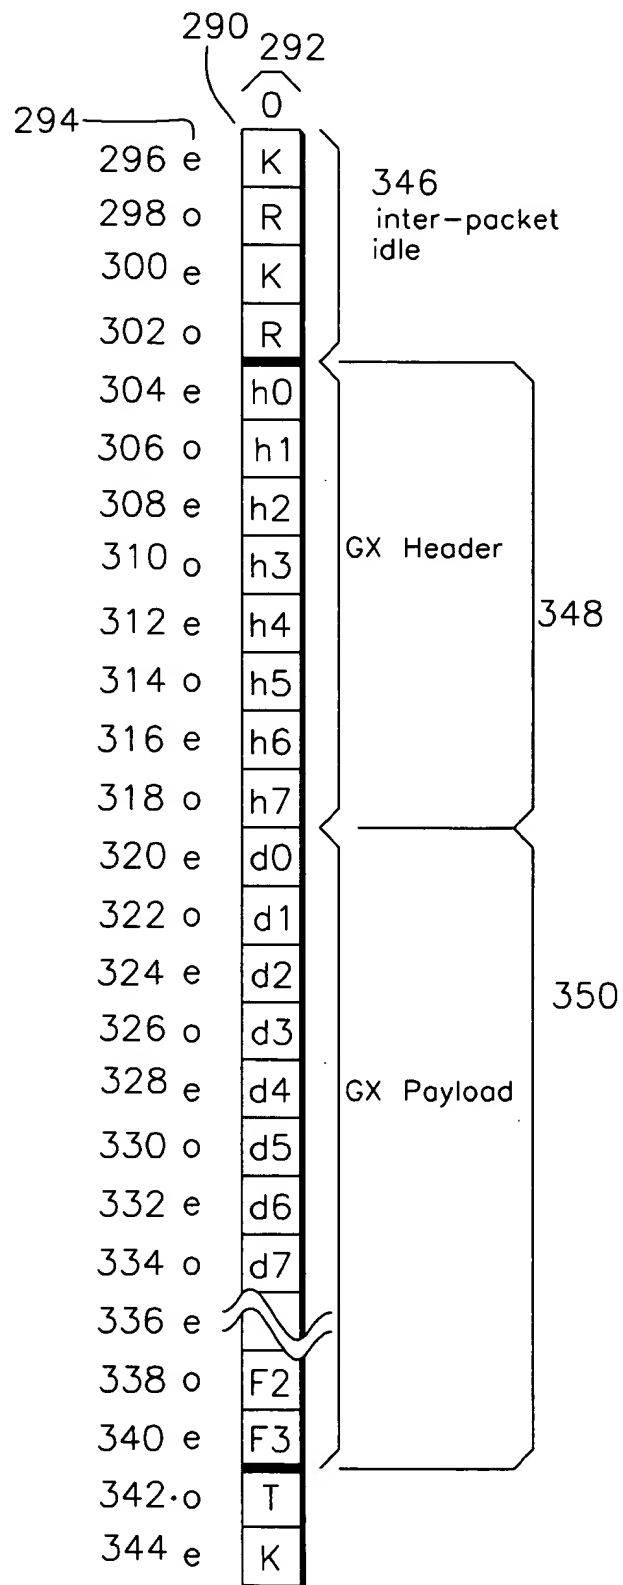 290 292
0
294
296 e K
346
inter-packet
idle
298 o R
300 e K
302 o R
304 e h0
306 o h1
308 e h2
310 o h3
GX Header
348
312 e h4
314 o h5
316 e h6
318 o h7
320 e d0
322 o d1
324 e d2
350
326 o d3
328 e d4
GX Payload
330 o d5
332 e d6
334 o d7
336 e
338 o F2
340 e F3
342 o T
344 e K